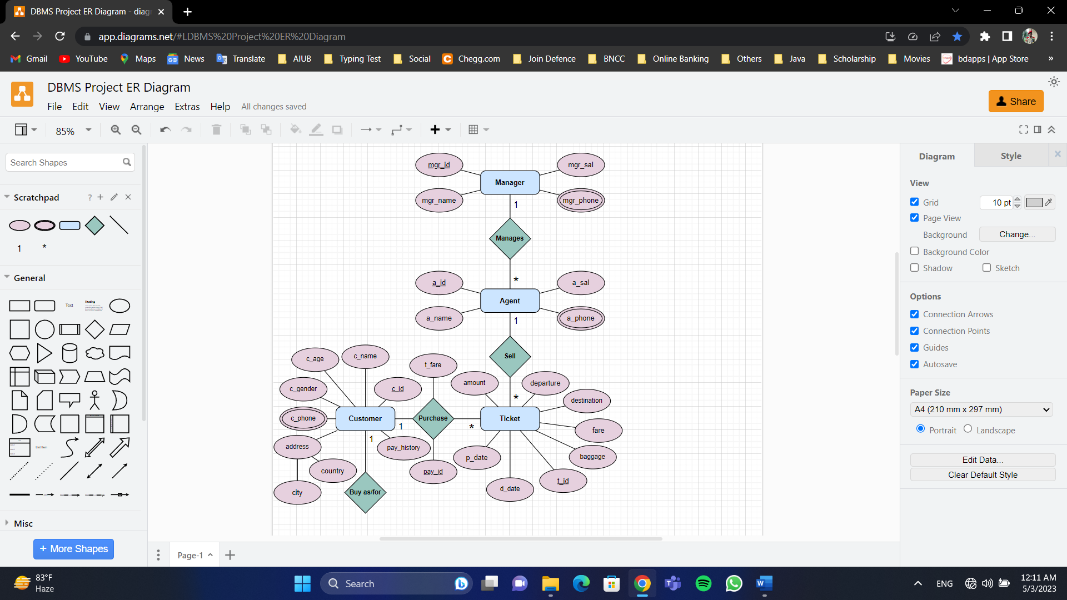 DBMS Project ER Diagram - diag
app.diagrams.net/#LDBMS%20Project%20ER%20Diagram
Gmail YouTube Maps News Translate AIUB Typing Test Social Chegg.com Join Defence BNCC Online Banking Others Java Scholarship Movies bdapps | App Store »
DBMS Project ER Diagram
File Edit View Arrange Extras Help All changes saved
Share
85%
Search Shapes
Scratchpad ?
1 *
General
Text
Heading
Misc
+ More Shapes
mgr_id mgr_sal
Manager
mgr_name mgr_phone
1
Manages
*
a_id a_sal
Agent
a_name a_phone
1
Sell
c_age c_name t_fare
amount departure
c_gender c_id
*
destination
c_phone Customer Purchase Ticket
1 *
fare
1
address pay_history
p_date baggage
country pay_id
t_id
city Buy as/for d_date
Page-1
Diagram Style
View
Grid 10 pt
Page View
Background Change...
Background Color
Shadow Sketch
Options
Connection Arrows
Connection Points
Guides
Autosave
Paper Size
A4 (210 mm x 297 mm)
Portrait Landscape
Edit Data...
Clear Default Style
83°F
Haze
Search
ENG
12:11 AM
5/3/2023